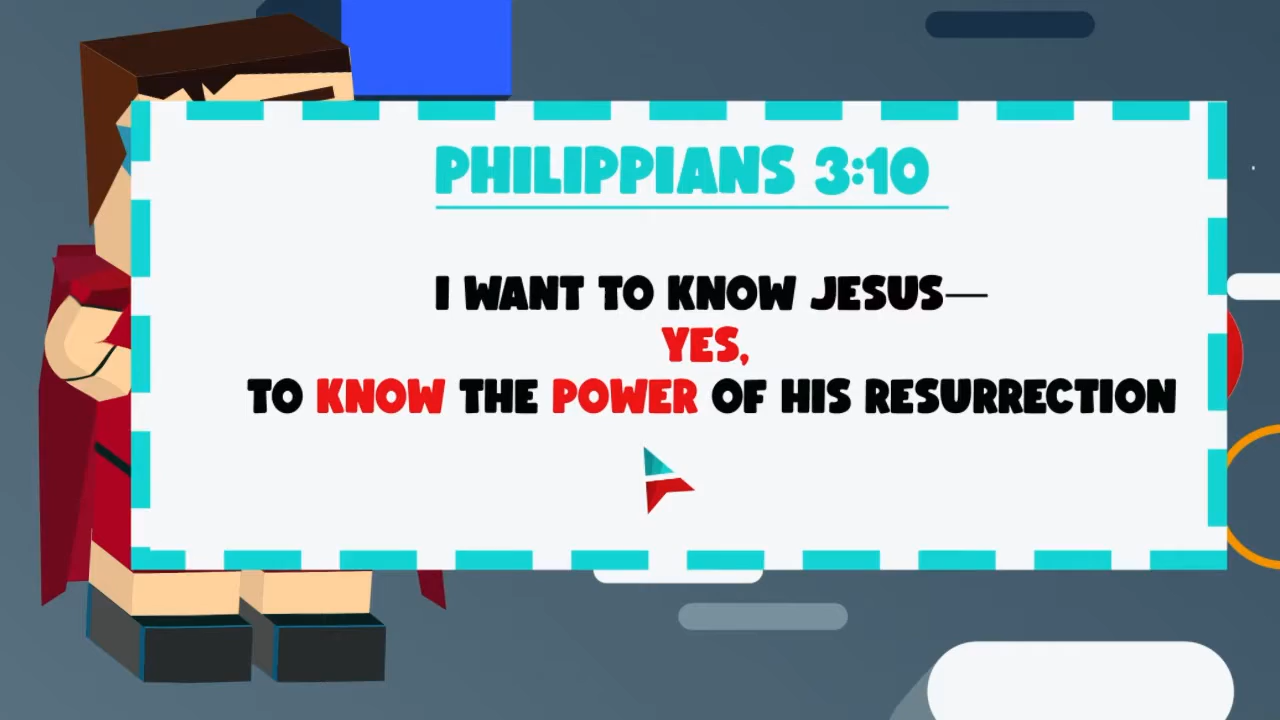 PHILIPPIANS 3:10
I WANT TO KNOW JESUS—
YES,
TO KNOW THE POWER OF HIS RESURRECTION